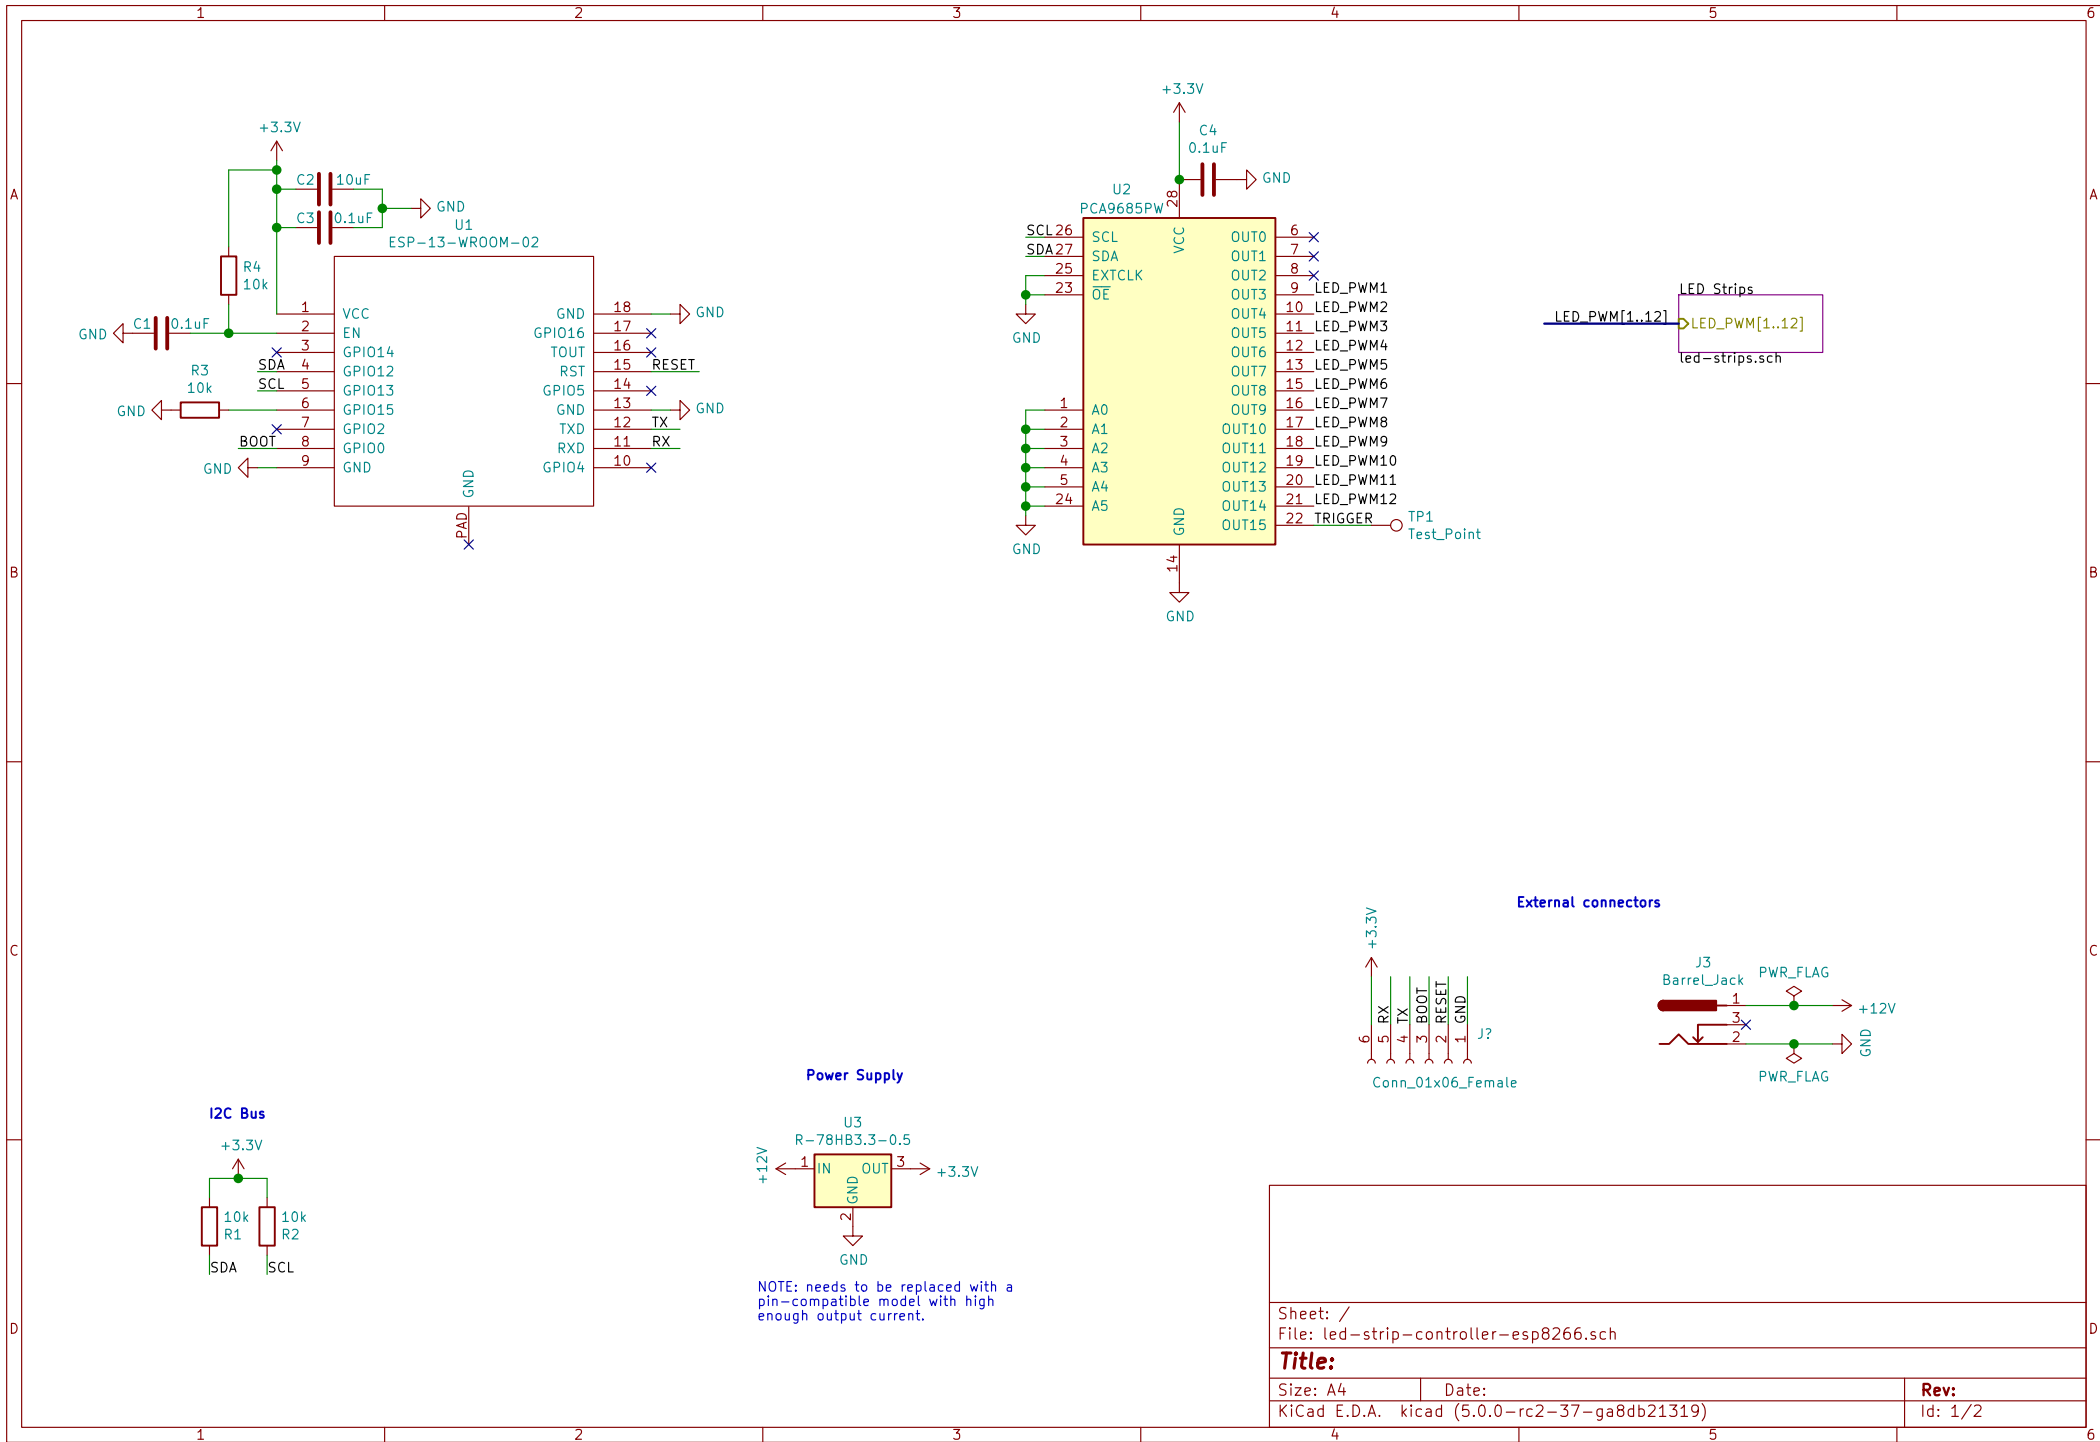 1 2 3 4 5 6
A A
B B
C C
D D
+3.3V
C2 10uF
GND
C3 0.1uF
U1
ESP-13-WROOM-02
R4
10k
GND
C1 0.1uF
R3
10k
GND
SDA
SCL
BOOT
GND
1 VCC
2 EN
3 GPIO14
4 GPIO12
5 GPIO13
6 GPIO15
7 GPIO2
8 GPIO0
9 GND
GND
PAD
GND 18
GPIO16 17
TOUT 16
RST 15 RESET
GPIO5 14
GND 13
TXD 12 TX
RXD 11 RX
GPIO4 10
GND
GND
+3.3V
C4
0.1uF
GND
U2
PCA9685PW
28
VCC
SCL 26 SCL
SDA 27 SDA
25 EXTCLK
23 OE
GND
1 A0
2 A1
3 A2
4 A3
5 A4
24 A5
GND
GND
14
GND
OUT0 6
OUT1 7
OUT2 8
OUT3 9 LED_PWM1
OUT4 10 LED_PWM2
OUT5 11 LED_PWM3
OUT6 12 LED_PWM4
OUT7 13 LED_PWM5
OUT8 15 LED_PWM6
OUT9 16 LED_PWM7
OUT10 17 LED_PWM8
OUT11 18 LED_PWM9
OUT12 19 LED_PWM10
OUT13 20 LED_PWM11
OUT14 21 LED_PWM12
OUT15 22 TRIGGER
TP1
Test_Point
LED Strips
LED_PWM[1..12] LED_PWM[1..12]
led-strips.sch
External connectors
+3.3V
RX
TX
BOOT
RESET
GND
6 5 4 3 2 1
J?
Conn_01x06_Female
J3
Barrel_Jack
PWR_FLAG
1
+12V
3
2
GND
PWR_FLAG
Power Supply
U3
R-78HB3.3-0.5
+12V
1 IN OUT 3
+3.3V
GND
2
GND
NOTE: needs to be replaced with a
pin-compatible model with high
enough output current.
I2C Bus
+3.3V
10k
R1
10k
R2
SDA
SCL
Sheet: /
File: led-strip-controller-esp8266.sch
Title:
Size: A4 Date: Rev:
KiCad E.D.A. kicad (5.0.0-rc2-37-ga8db21319) Id: 1/2
1 2 3 4 5 6